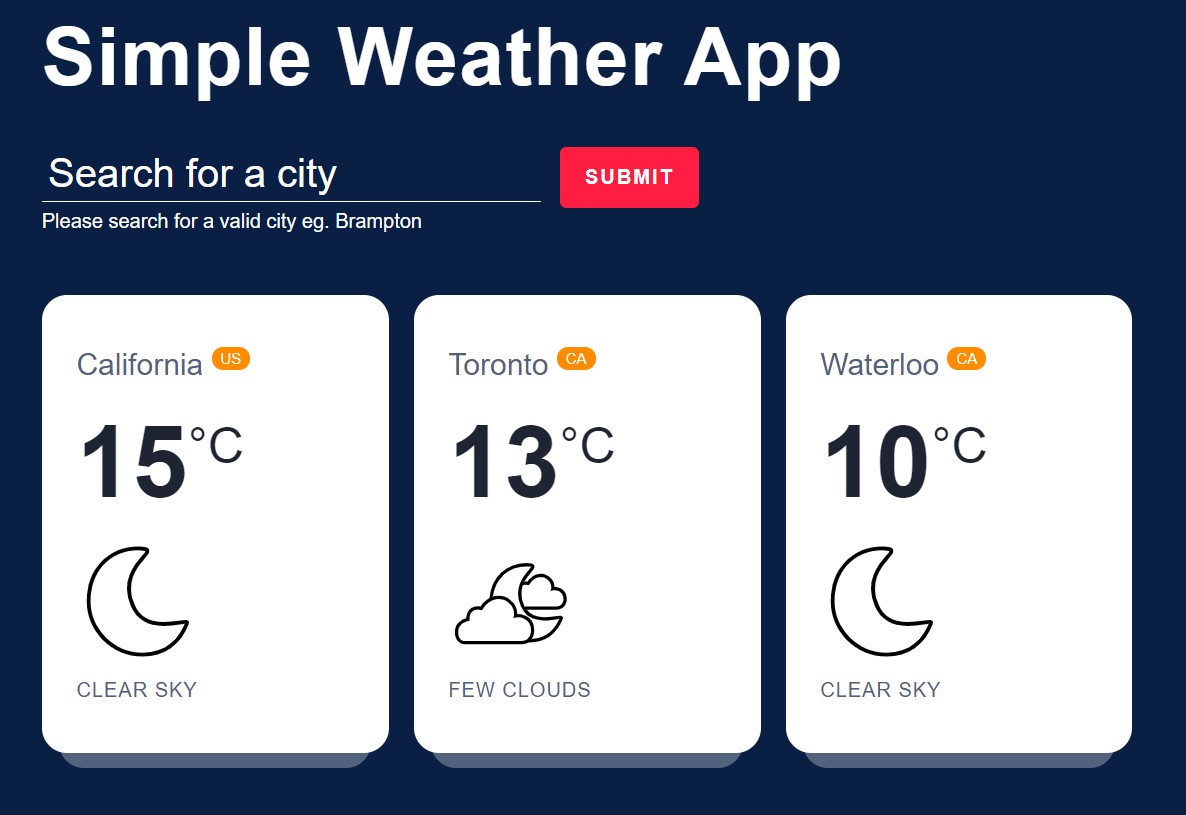 Simple Weather App
Search for a city
SUBMIT
Please search for a valid city eg. Brampton
California US
15°C
CLEAR SKY
Toronto CA
13°C
FEW CLOUDS
Waterloo CA
10°C
CLEAR SKY